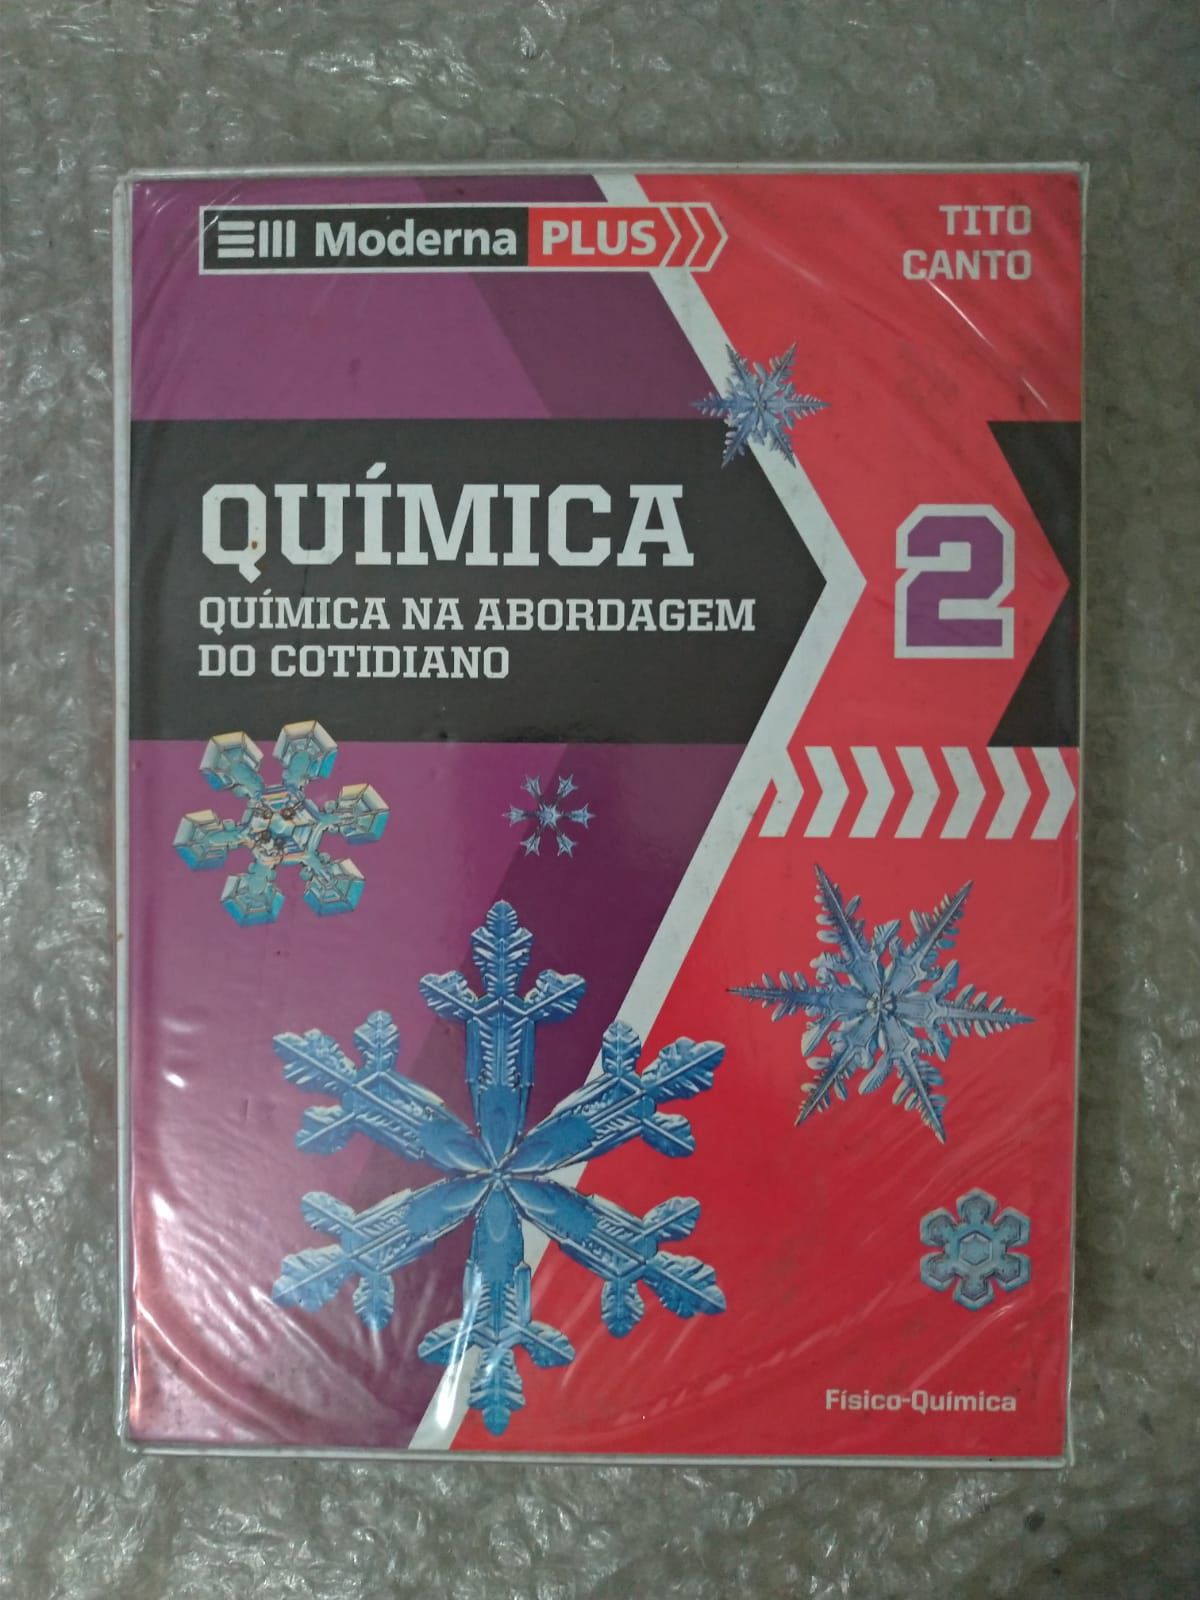 Moderna PLUS
TITO
CANTO
QUÍMICA
QUÍMICA NA ABORDAGEM
DO COTIDIANO
2
Físico-Química